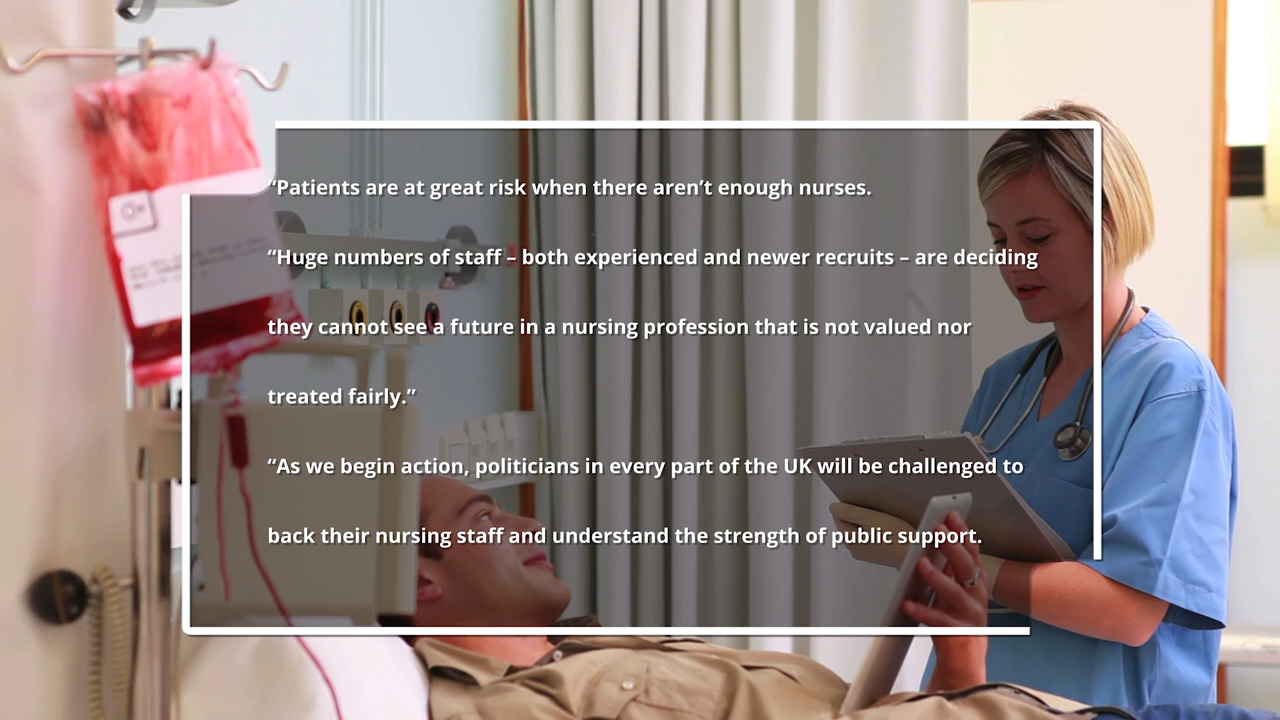 “Patients are at great risk when there aren’t enough nurses.
“Huge numbers of staff – both experienced and newer recruits – are deciding
they cannot see a future in a nursing profession that is not valued nor
treated fairly.”
“As we begin action, politicians in every part of the UK will be challenged to
back their nursing staff and understand the strength of public support.